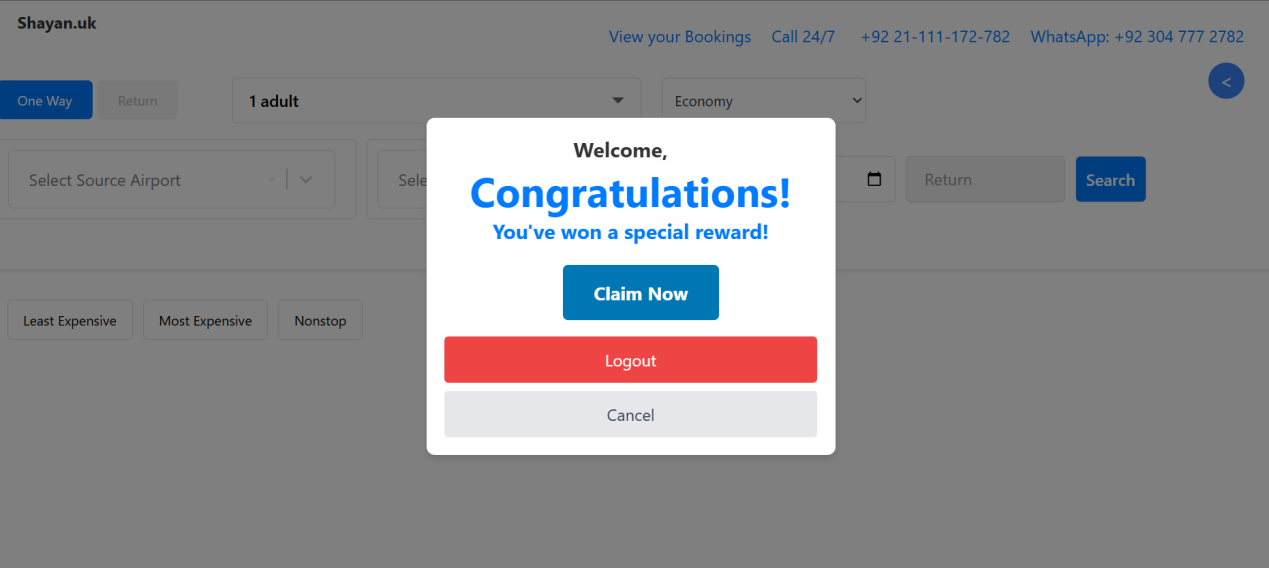 Shayan.uk
View your Bookings Call 24/7 +92 21-111-172-782 WhatsApp: +92 304 777 2782
<
One Way Return 1 adult Economy
Welcome,
Congratulations!
You've won a special reward!
Select Source Airport Sele Return Search
Claim Now
Least Expensive Most Expensive Nonstop
Logout
Cancel